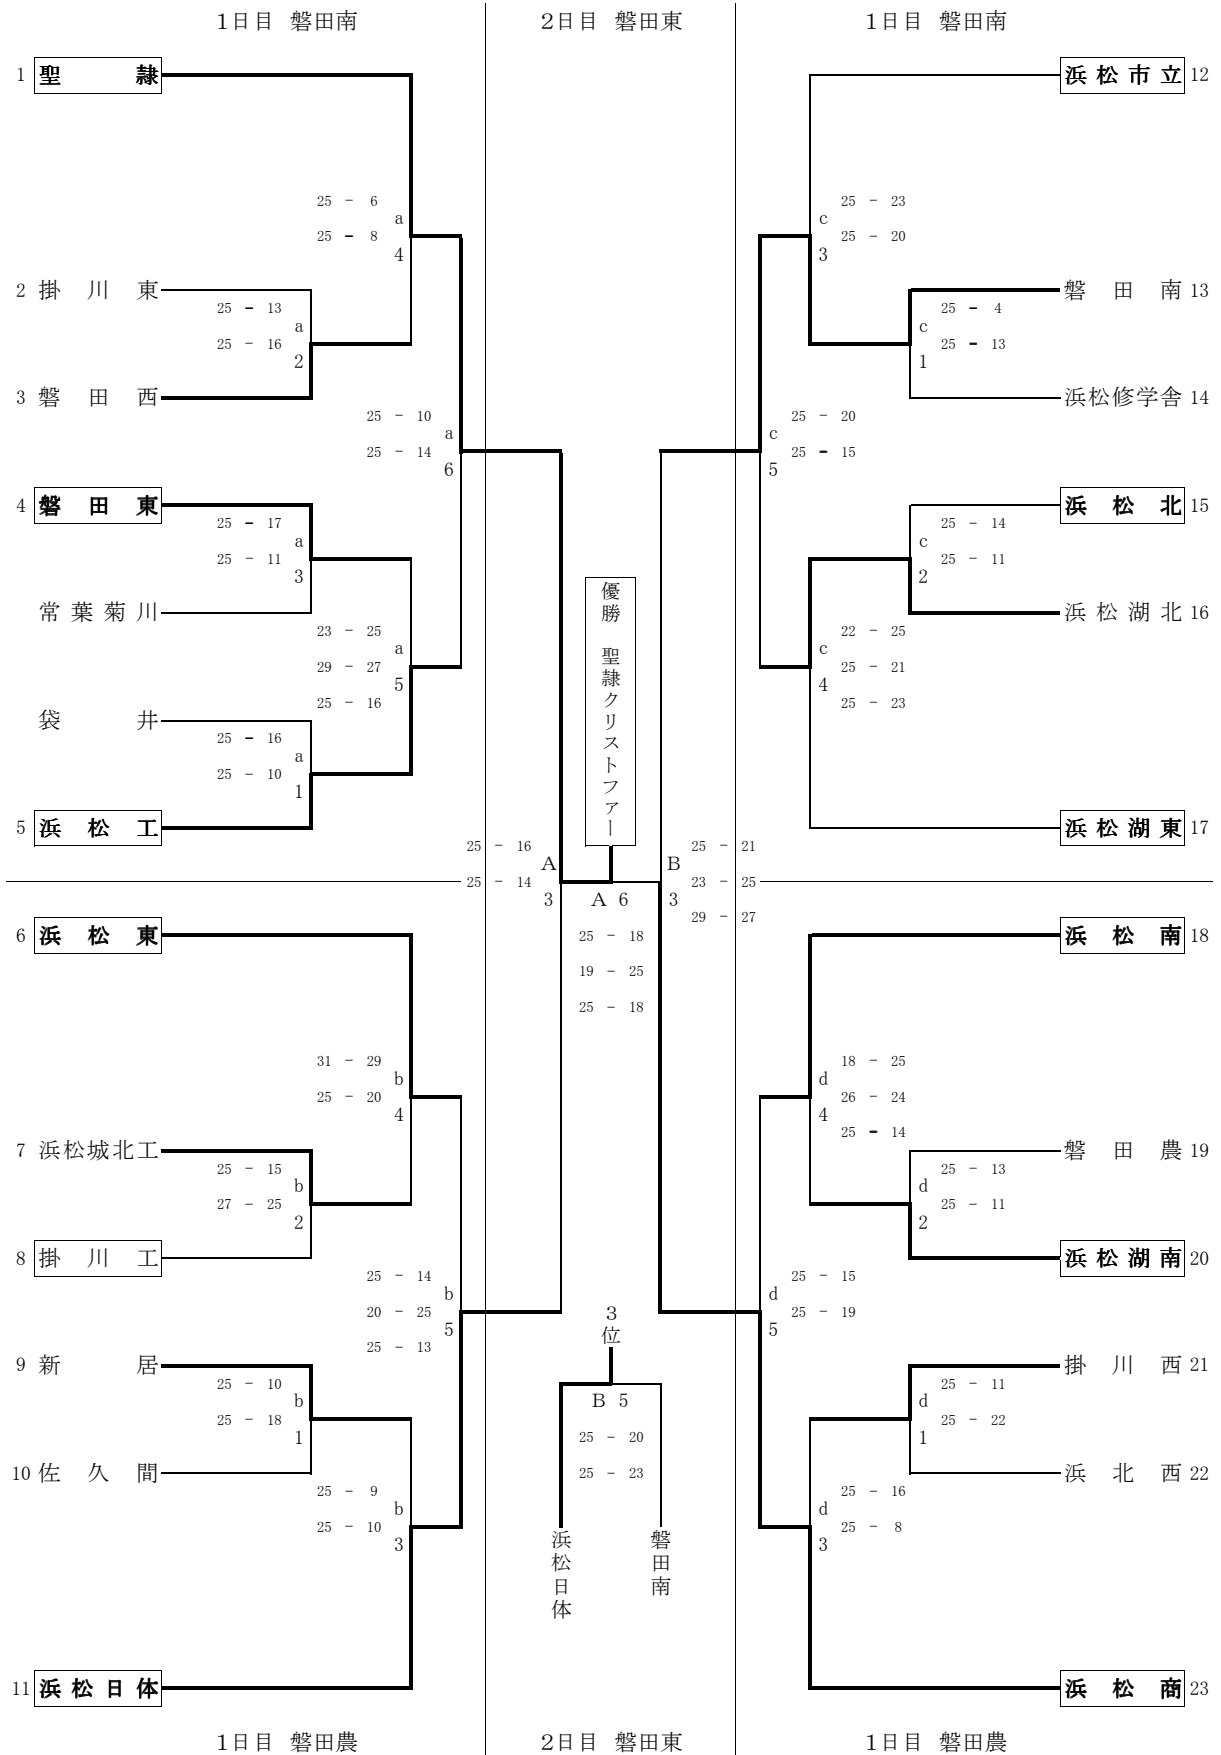 1日目 磐田南
2日目 磐田東
1日目 磐田南
1 聖隷
浜松市立 12
25 - 6
a
25 - 8
4
25 - 23
c
25 - 20
3
2 掛川東
25 - 13
a
25 - 16
2
3 磐田西
磐田南 13
25 - 4
c
25 - 13
1
浜松修学舎 14
25 - 10
a
25 - 14
6
25 - 20
c
25 - 15
5
4 磐田東
25 - 17
a
25 - 11
3
常葉菊川
浜松北 15
25 - 14
c
25 - 11
2
浜松湖北 16
23 - 25
a
29 - 27
5
25 - 16
22 - 25
c
25 - 21
4
25 - 23
袋井
25 - 16
a
25 - 10
1
5 浜松工
浜松湖東 17
優勝 聖隷クリストファー
25 - 16
A
25 - 14
3
A 6
25 - 18
19 - 25
25 - 18
25 - 21
B
23 - 25
3
29 - 27
6 浜松東
浜松南 18
31 - 29
b
25 - 20
4
18 - 25
d
26 - 24
4
25 - 14
7 浜松城北工
25 - 15
b
27 - 25
2
8 掛川工
磐田農 19
25 - 13
d
25 - 11
2
浜松湖南 20
25 - 14
b
20 - 25
5
25 - 13
25 - 15
d
25 - 19
5
9 新居
25 - 10
b
25 - 18
1
10 佐久間
掛川西 21
25 - 11
d
25 - 22
1
浜北西 22
3位
B 5
25 - 20
25 - 23
浜松日体
磐田南
25 - 9
b
25 - 10
3
25 - 16
d
25 - 8
3
11 浜松日体
浜松商 23
1日目 磐田農
2日目 磐田東
1日目 磐田農